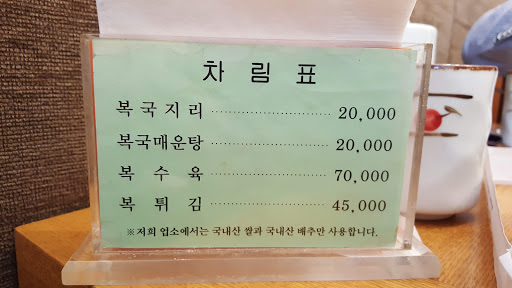 차 림 표
복 국 지 리 ································ 20,000
복국매운탕 ································ 20,000
복 수 육 ································ 70,000
복 튀 김 ································ 45,000
※저희 업소에서는 국내산 쌀과 국내산 배추만 사용합니다.